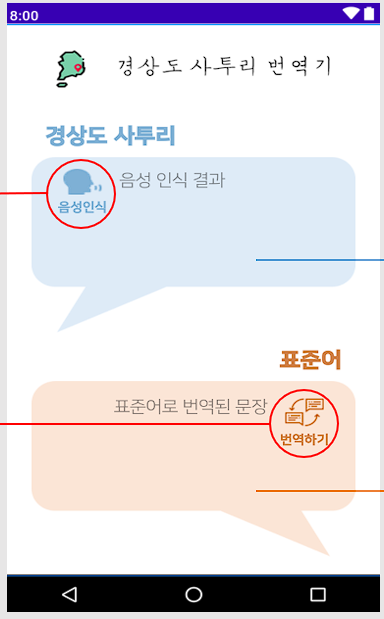 8:00
경상도 사투리 번역기
경상도 사투리
음성 인식 결과
음성인식
표준어
표준어로 번역된 문장
번역하기